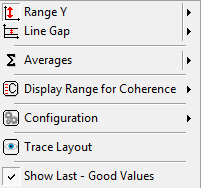 Range Y
Line Gap
Σ Averages
Display Range for Coherence
Configuration
Trace Layout
Show Last - Good Values